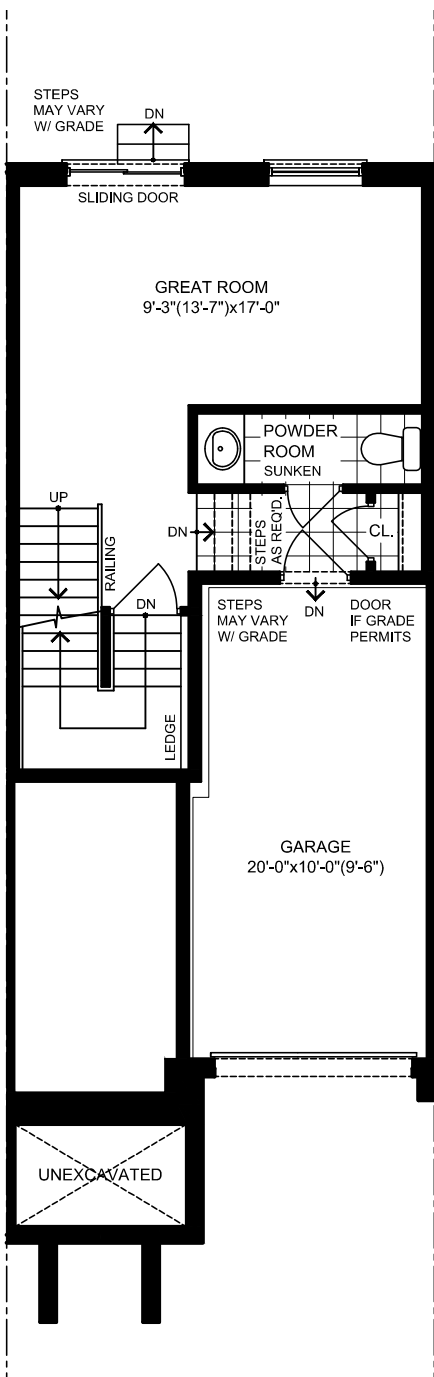 STEPS
MAY VARY
W/ GRADE
DN
SLIDING DOOR
GREAT ROOM
9'-3"(13'-7")x17'-0"
POWDER
ROOM
SUNKEN
UP
RAILING
DN
STEPS
AS REQ'D.
CL.
DN
STEPS
MAY VARY
W/ GRADE
DN
DOOR
IF GRADE
PERMITS
LEDGE
GARAGE
20'-0"x10'-0"(9'-6")
UNEXCAVATED